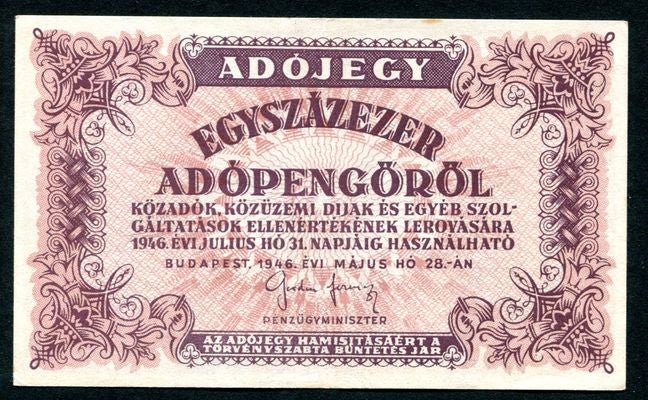 ADÓJEGY
EGYSZÁZEZER
ADÓPENGŐRŐL
KÖZADÓK, KÖZÜZEMI DIJAK ÉS EGYÉB SZOL-
GÁLTATÁSOK ELLENÉRTÉKÉNEK LEROVÁSÁRA
1946. ÉVI JULIUS HÓ 31. NAPJÁIG HASZNÁLHATÓ
BUDAPEST, 1946. ÉVI MÁJUS HÓ 28.-ÁN
PENZÜGYMINISZTER
AZ ADÓJEGY HAMISITÁSÁÉRT A
TÖRVÉNYSZABTA BÜNTETÉS JÁR